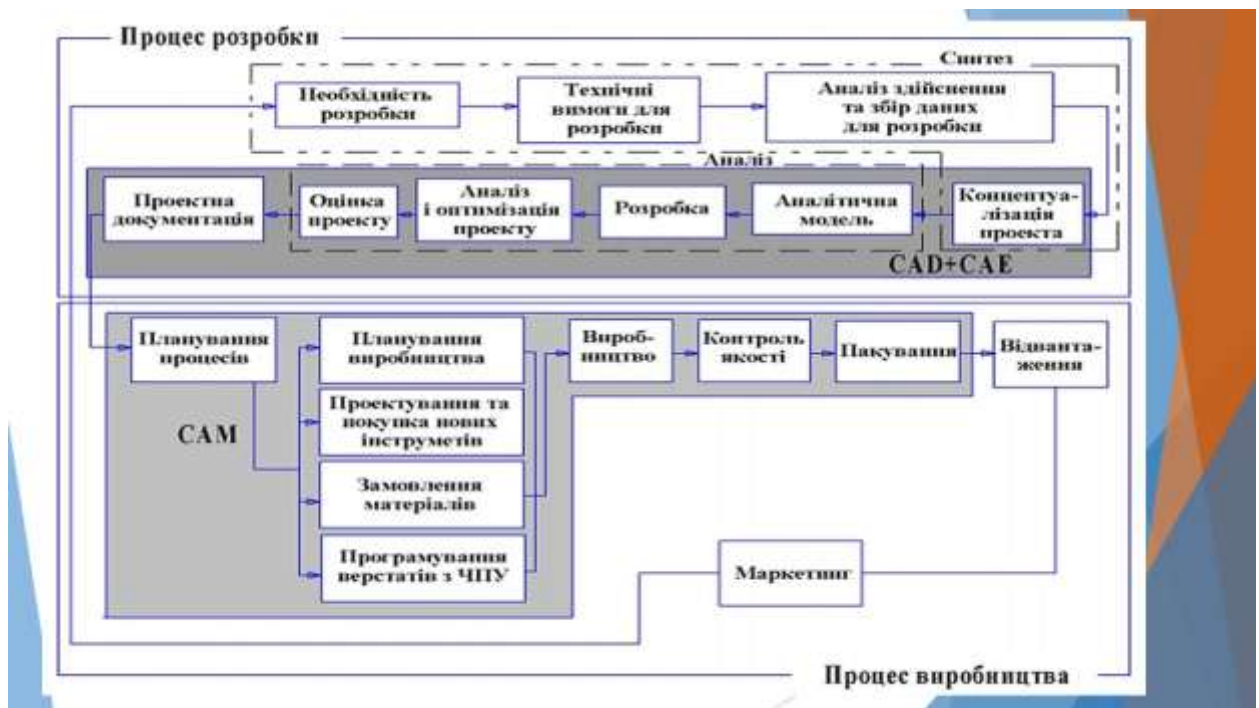 Процес розробки
Синтез
Необхідність
розробки
Технічні
вимоги для
розробки
Аналіз здійснення
та збір даних
для розробки
Аналіз
Проектна
документація
Оцінка
проекту
Аналіз
і оптимізація
проекту
Розробка
Аналітична
модель
Концептуа-
лізація
проекта
CAD+CAE
Планування
процесів
Планування
виробництва
Вироб-
ництво
Контроль
якості
Пакування
Відванта-
ження
Проектування та
покупка нових
інструметів
CAM
Замовлення
матеріалів
Програмування
верстатів з ЧПУ
Маркетинг
Процес виробництва